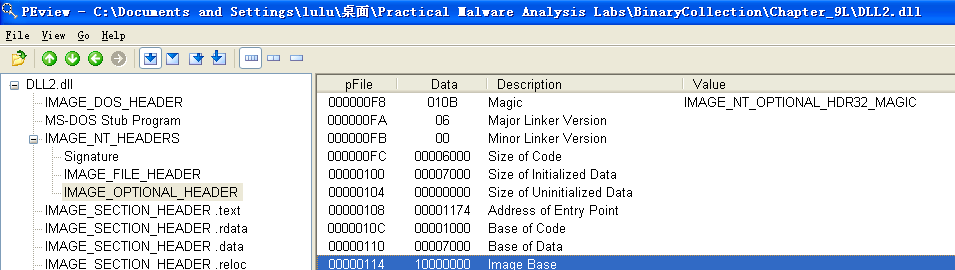 PEview - C:\Documents and Settings\lulu\桌面\Practical Malware Analysis Labs\BinaryCollection\Chapter_9L\DLL2.dll
File View Go Help
DLL2.dll
IMAGE_DOS_HEADER
MS-DOS Stub Program
IMAGE_NT_HEADERS
Signature
IMAGE_FILE_HEADER
IMAGE_OPTIONAL_HEADER
IMAGE_SECTION_HEADER .text
IMAGE_SECTION_HEADER .rdata
IMAGE_SECTION_HEADER .data
IMAGE_SECTION_HEADER .reloc
pFile Data Description Value
000000F8 010B Magic IMAGE_NT_OPTIONAL_HDR32_MAGIC
000000FA 06 Major Linker Version
000000FB 00 Minor Linker Version
000000FC 00006000 Size of Code
00000100 00007000 Size of Initialized Data
00000104 00000000 Size of Uninitialized Data
00000108 00001174 Address of Entry Point
0000010C 00001000 Base of Code
00000110 00007000 Base of Data
00000114 10000000 Image Base